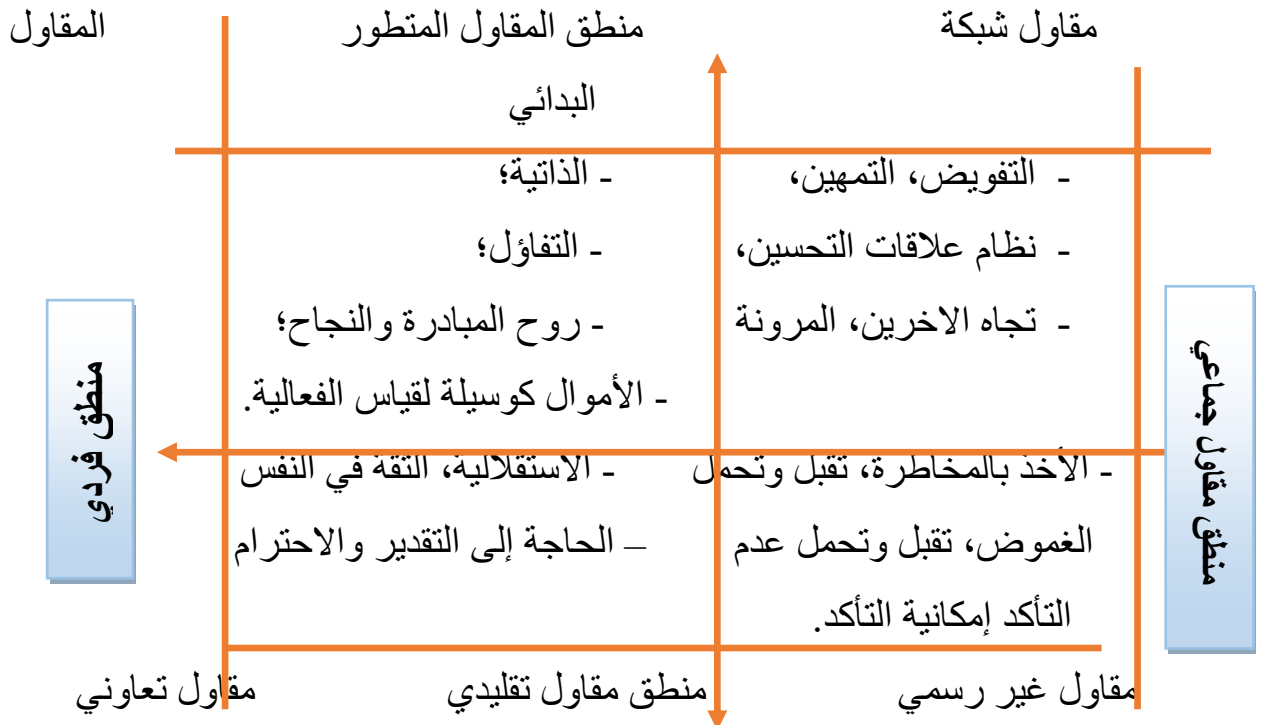 مقاول شبكة منطق المقاول المتطور المقاول
البدائي
- التفويض، التمهين، - الذاتية؛
- نظام علاقات التحسين، - التفاؤل؛
- تجاه الاخرين، المرونة - روح المبادرة والنجاح؛
- الأموال كوسيلة لقياس الفعالية.
- الأخذ بالمخاطرة، تقبل وتحمل - الاستقلالية، الثقة في النفس
الغموض، تقبل وتحمل عدم – الحاجة إلى التقدير والاحترام
التأكد إمكانية التأكد.
مقاول غير رسمي منطق مقاول تقليدي مقاول تعاوني
منطق مقاول جماعي
منطق فردي